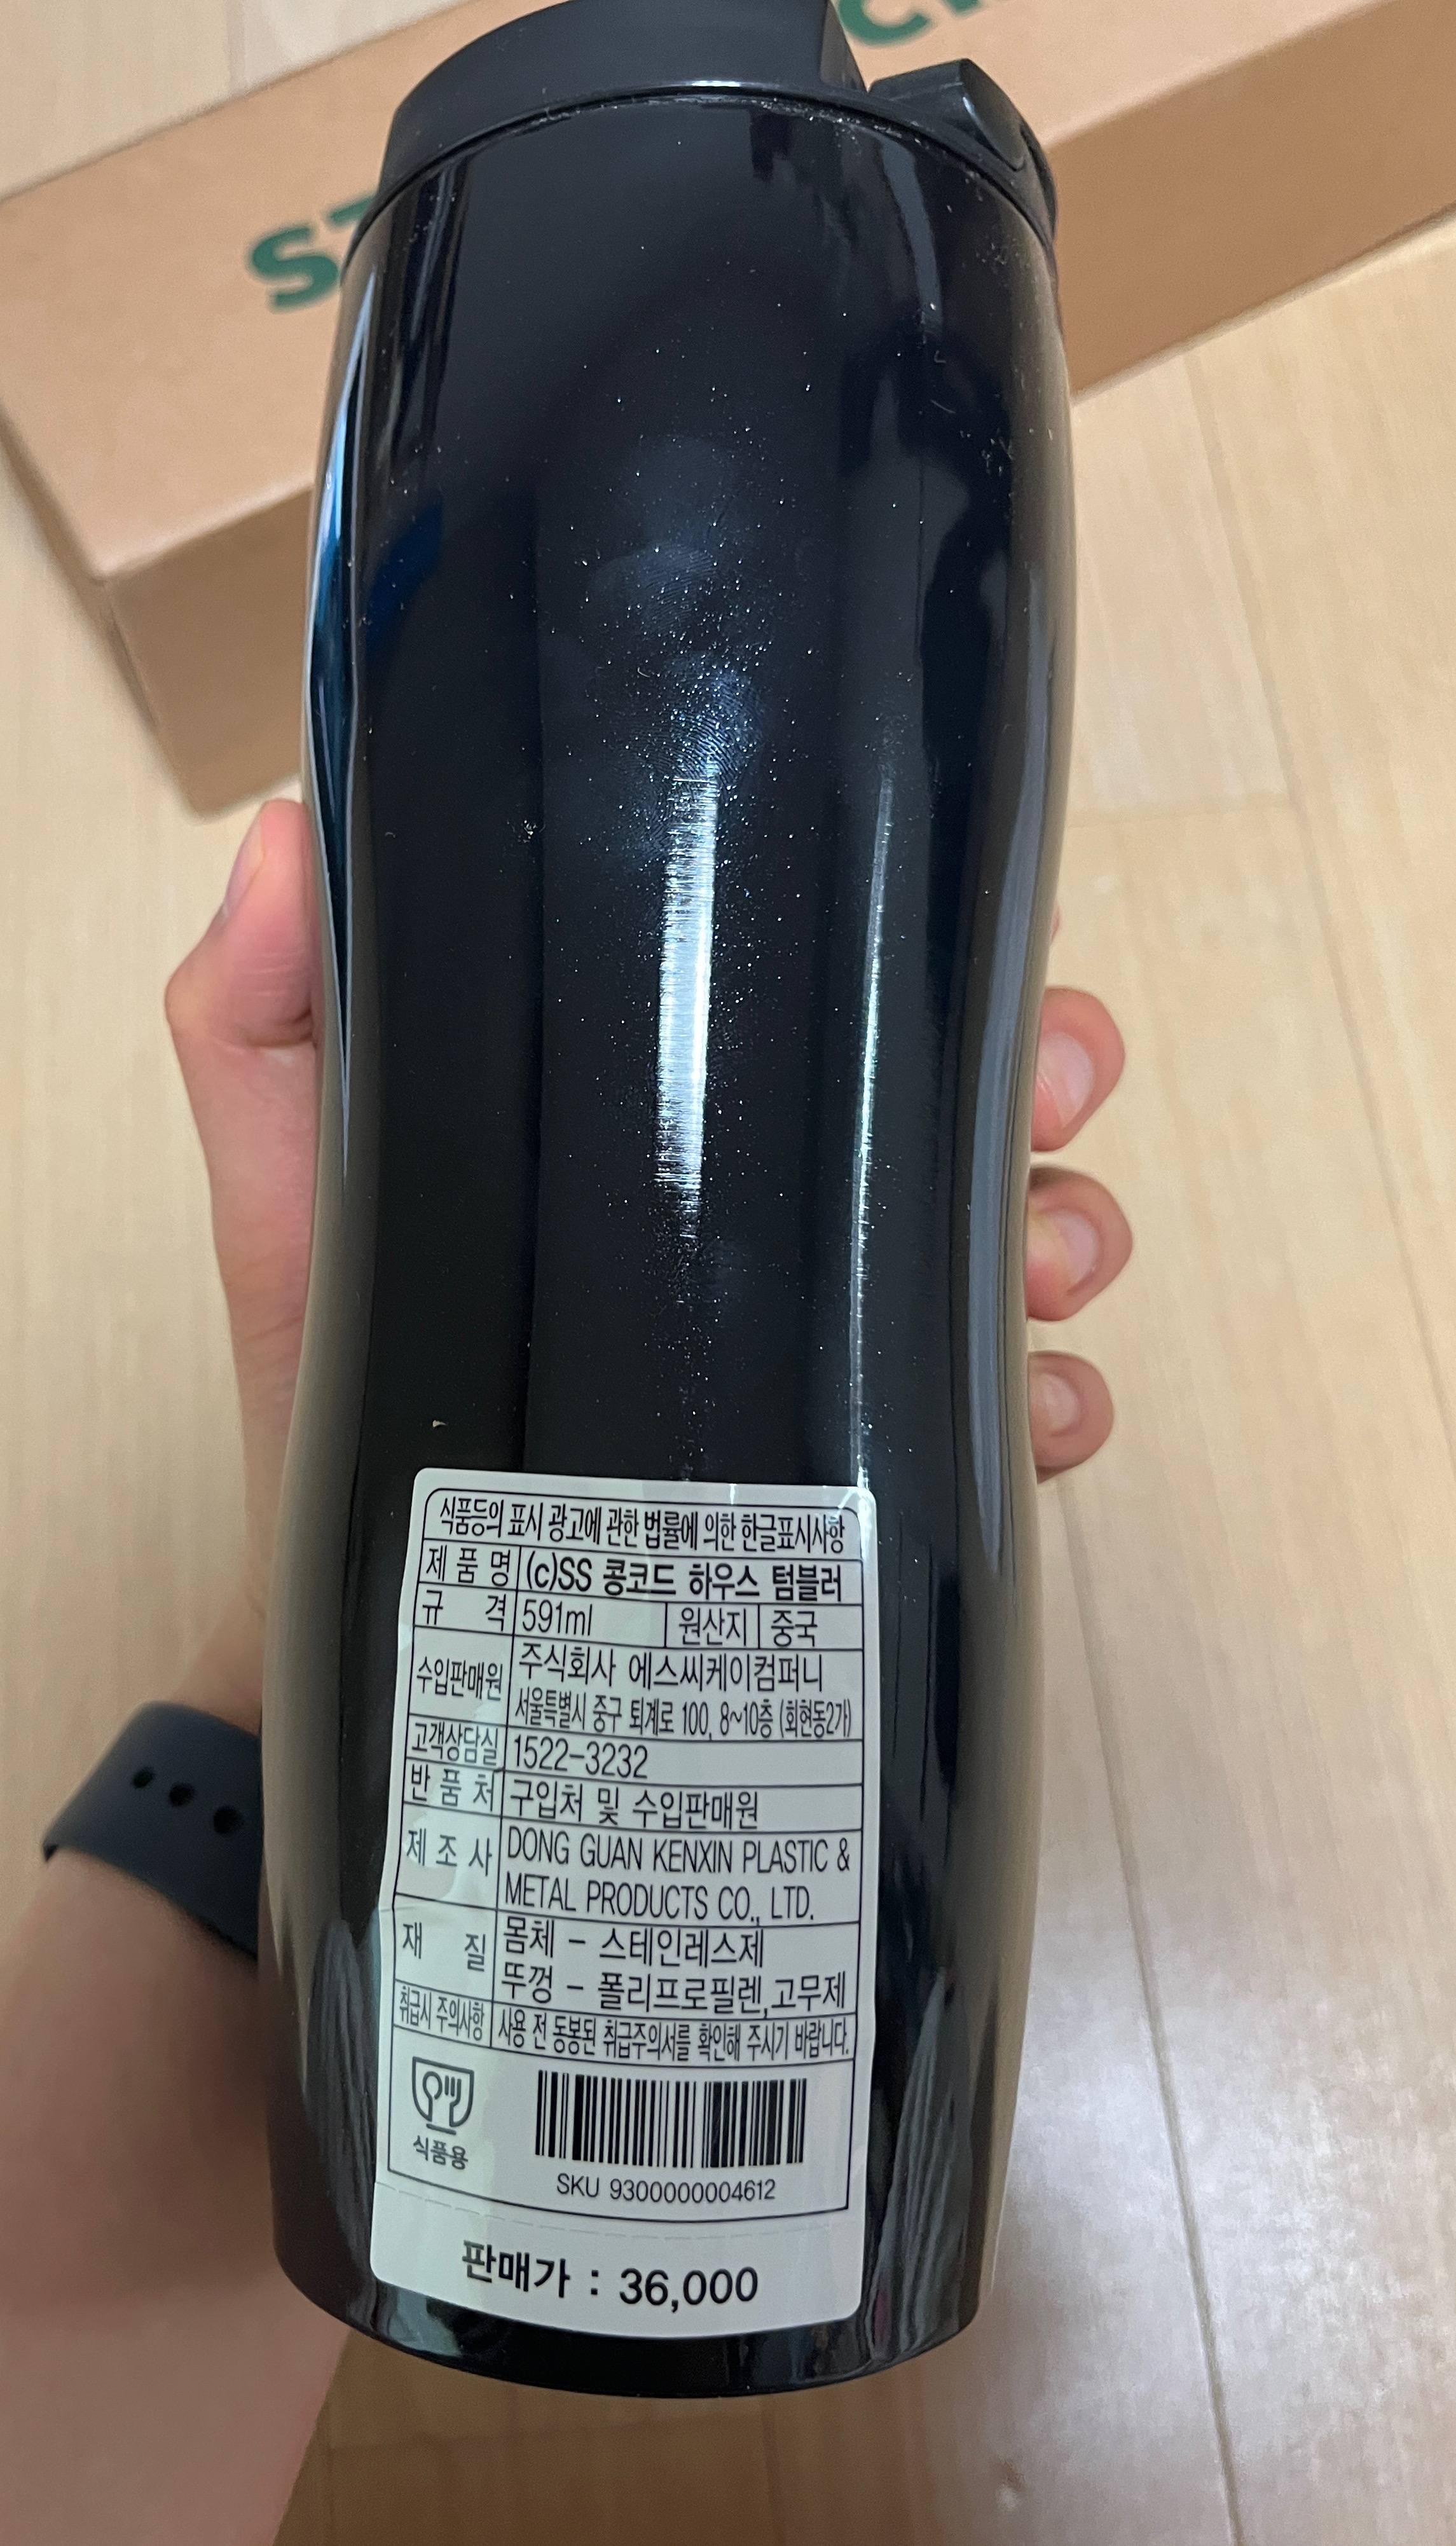 ST
식품등의 표시 광고에 관한 법률에 의한 한글표시사항
제 품 명 (c)SS 콩코드 하우스 텀블러
규 격 591ml 원산지 중국
수입판매원 주식회사 에스씨케이컴퍼니
서울특별시 중구 퇴계로 100, 8~10층 (회현동2가)
고객상담실 1522-3232
반 품 처 구입처 및 수입판매원
제 조 사 DONG GUAN KENXIN PLASTIC &
METAL PRODUCTS CO., LTD.
재 질 몸체 - 스테인레스제
뚜껑 - 폴리프로필렌,고무제
취급시 주의사항 사용 전 동봉된 취급주의서를 확인해 주시기 바랍니다.
식품용
SKU 9300000004612
판매가 : 36,000